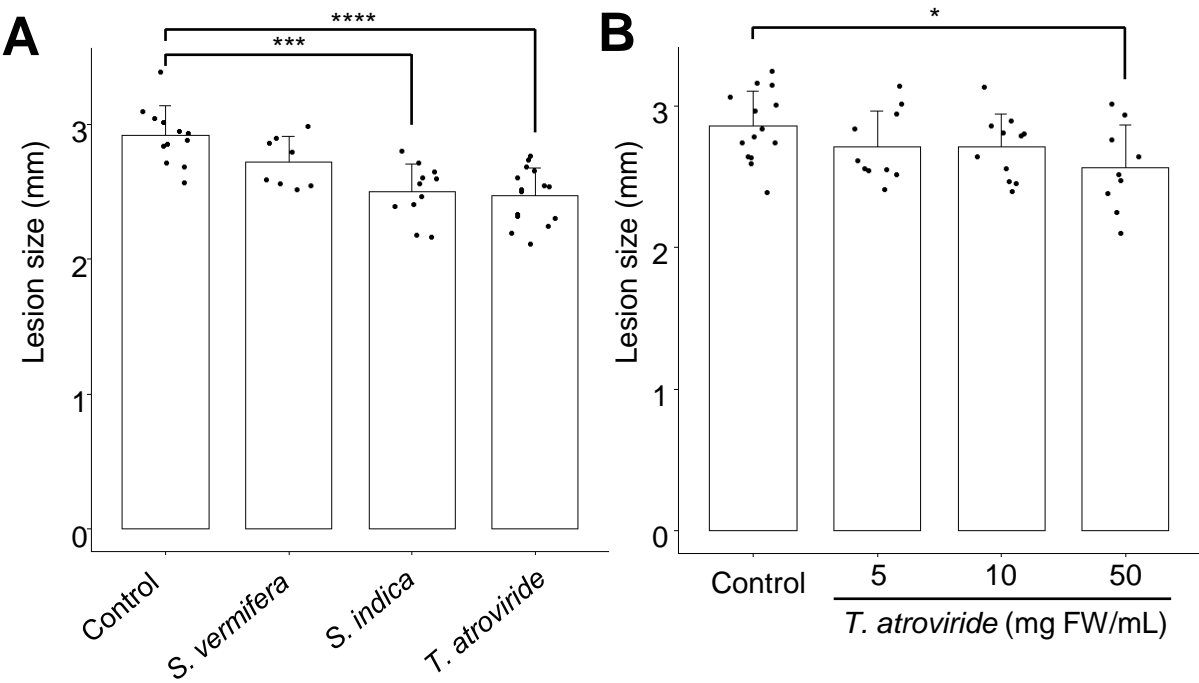 A
****
***
Lesion size (mm)
3
2
1
0
Control
S. vermifera
S. indica
T. atroviride
B
*
Lesion size (mm)
3
2
1
0
Control 5 10 50
T. atroviride (mg FW/mL)